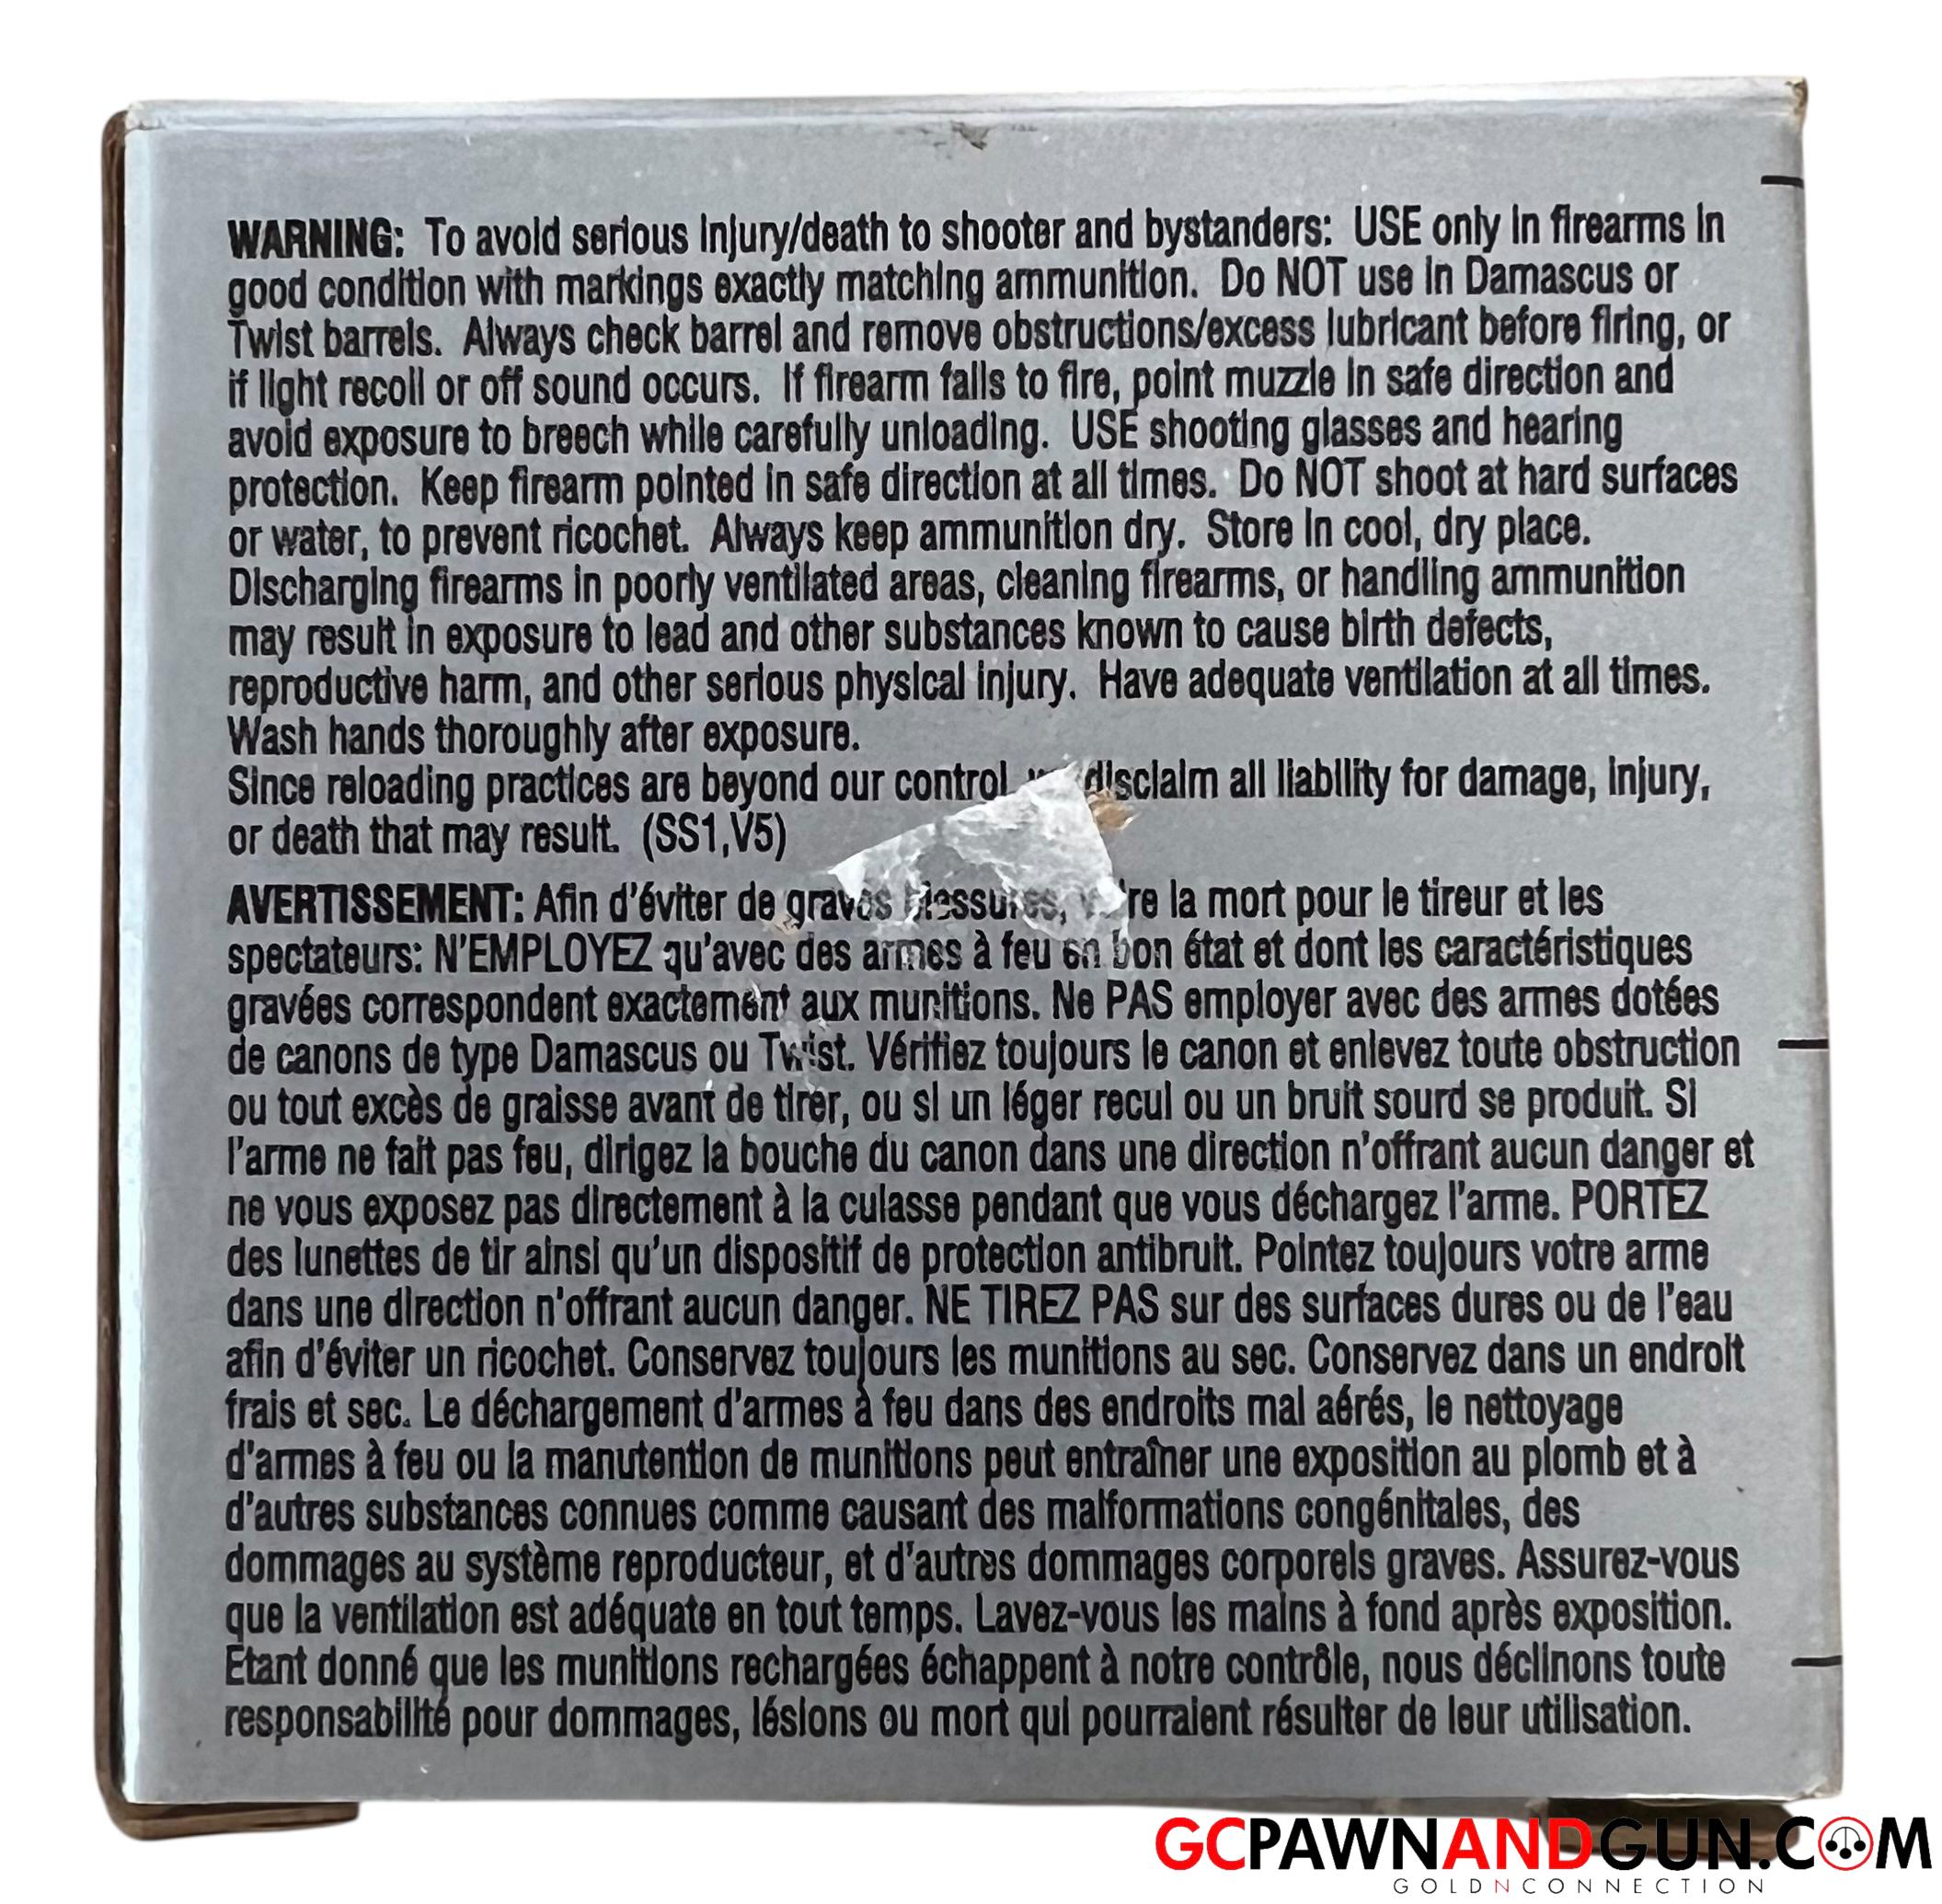 WARNING: To avoid serious injury/death to shooter and bystanders: USE only in firearms in
good condition with markings exactly matching ammunition. Do NOT use in Damascus or
Twist barrels. Always check barrel and remove obstructions/excess lubricant before firing, or
if light recoil or off sound occurs. If firearm fails to fire, point muzzle in safe direction and
avoid exposure to breech while carefully unloading. USE shooting glasses and hearing
protection. Keep firearm pointed in safe direction at all times. Do NOT shoot at hard surfaces
or water, to prevent ricochet. Always keep ammunition dry. Store in cool, dry place.
Discharging firearms in poorly ventilated areas, cleaning firearms, or handling ammunition
may result in exposure to lead and other substances known to cause birth defects,
reproductive harm, and other serious physical injury. Have adequate ventilation at all times.
Wash hands thoroughly after exposure.
Since reloading practices are beyond our control disclaim all liability for damage, injury,
or death that may result. (SS1,V5)
AVERTISSEMENT: Afin d'éviter de graves blessures, la mort pour le tireur et les
spectateurs: N'EMPLOYEZ qu'avec des armes à feu en bon état et dont les caractéristiques
gravées correspondent exactement aux munitions. Ne PAS employer avec des armes dotées
de canons de type Damascus ou Twist. Vérifiez toujours le canon et enlevez toute obstruction
ou tout excès de graisse avant de tirer, ou si un léger recul ou un bruit sourd se produit. Si
l'arme ne fait pas feu, dirigez la bouche du canon dans une direction n'offrant aucun danger et
ne vous exposez pas directement à la culasse pendant que vous déchargez l'arme. PORTEZ
des lunettes de tir ainsi qu'un dispositif de protection antibruit. Pointez toujours votre arme
dans une direction n'offrant aucun danger. NE TIREZ PAS sur des surfaces dures ou de l'eau
afin d'éviter un ricochet. Conservez toujours les munitions au sec. Conservez dans un endroit
frais et sec. Le déchargement d'armes à feu dans des endroits mal aérés, le nettoyage
d'armes à feu ou la manutention de munitions peut entraîner une exposition au plomb et à
d'autres substances connues comme causant des malformations congénitales, des
dommages au système reproducteur, et d'autres dommages corporels graves. Assurez-vous
que la ventilation est adéquate en tout temps. Lavez-vous les mains à fond après exposition.
Etant donné que les munitions rechargées échappent à notre contrôle, nous déclinons toute
responsabilité pour dommages, lésions ou mort qui pourraient résulter de leur utilisation.
GCPAWNANDGUN.COM
GOLDNCONNECTION